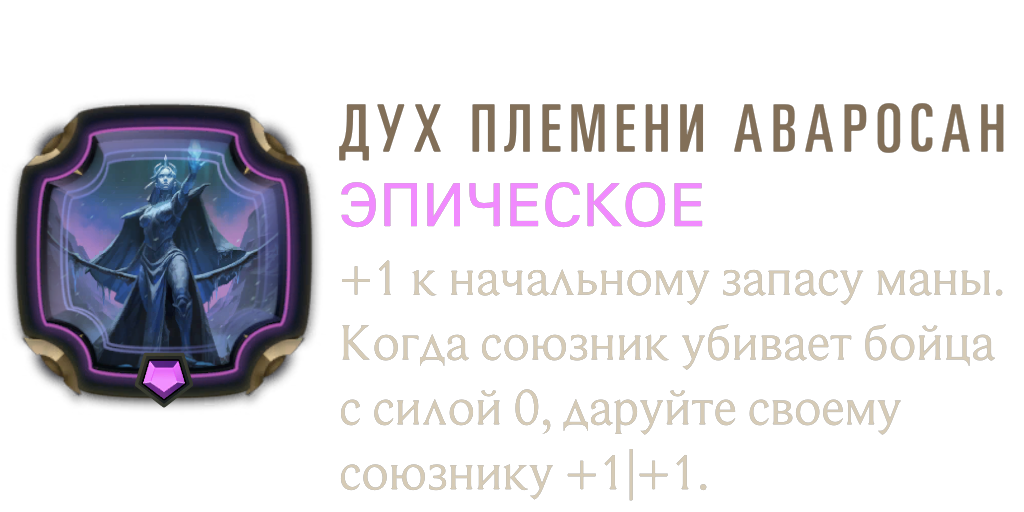 ДУХ ПЛЕМЕНИ АВАРОСАН
ЭПИЧЕСКОЕ
+1 к начальному запасу маны.
Когда союзник убивает бойца
с силой 0, даруйте своему
союзнику +1|+1.